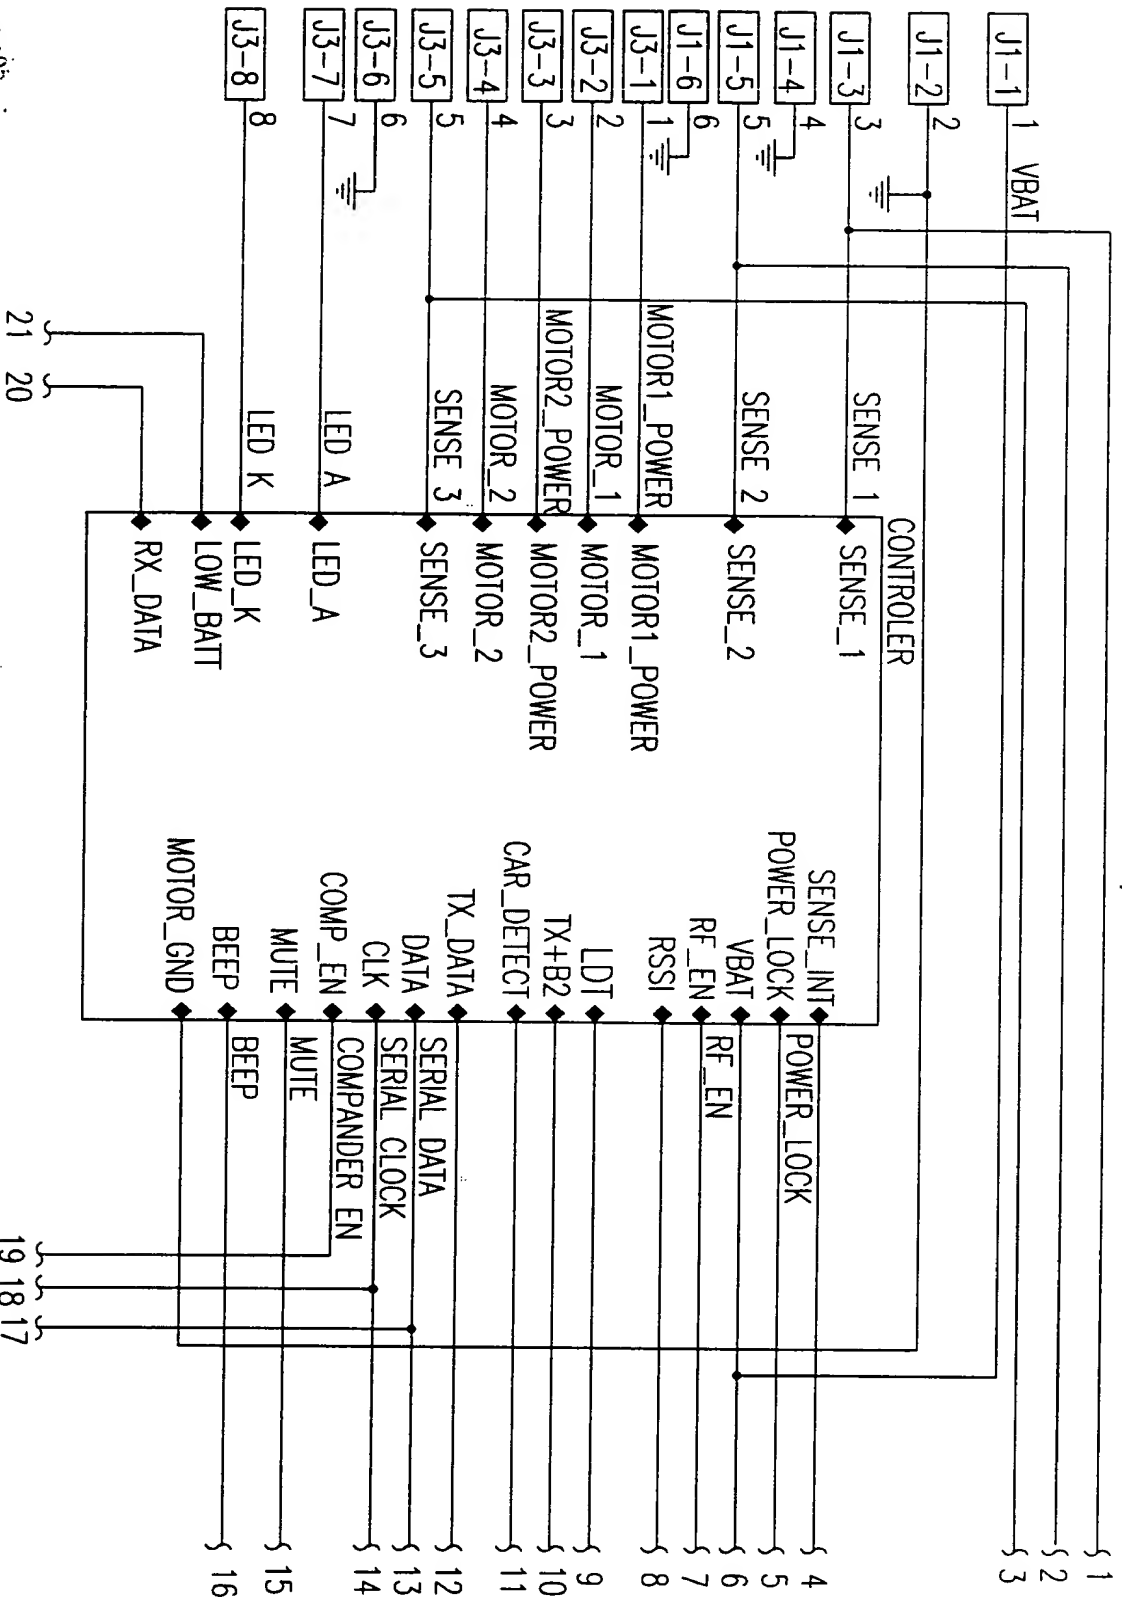 J1-1
1
VBAT
J1-2
2
J1-3
3
SENSE 1
J1-4
4
J1-5
5
SENSE 2
J1-6
6
J3-1
1
MOTOR1_POWER
J3-2
2
MOTOR_1
J3-3
3
MOTOR2_POWER
J3-4
4
MOTOR_2
J3-5
5
SENSE 3
J3-6
6
J3-7
7
LED A
J3-8
8
LED K
21
20
CONTROLER
SENSE_1
SENSE_2
MOTOR1_POWER
MOTOR_1
MOTOR2_POWER
MOTOR_2
SENSE_3
LED_A
LED_K
LOW_BATT
RX_DATA
SENSE_INT
POWER_LOCK
VBAT
RF_EN
RSSI
LDT
TX+B2
CAR_DETECT
TX_DATA
DATA
CLK
COMP_EN
MUTE
BEEP
MOTOR_GND
POWER_LOCK
RF_EN
SERIAL DATA
SERIAL CLOCK
COMPANDER EN
MUTE
BEEP
1
2
3
4
5
6
7
8
9
10
11
12
13
14
15
16
17
18
19